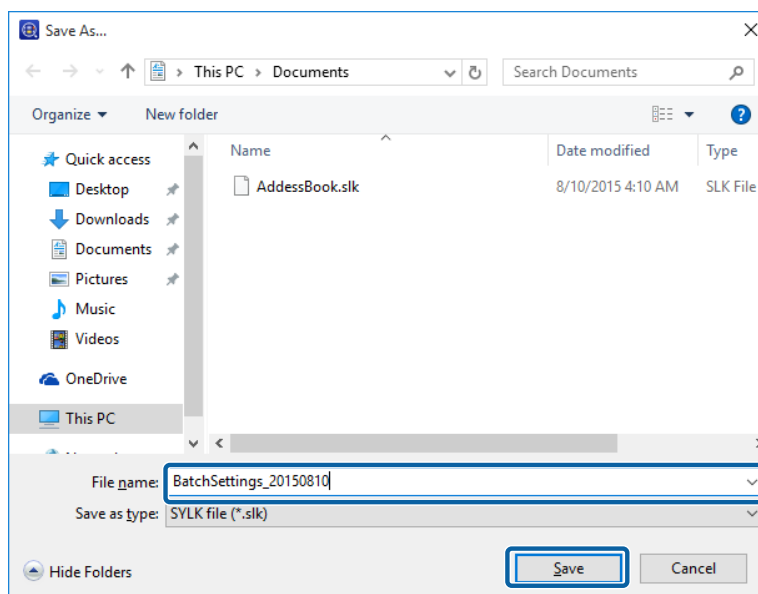 Save As...
This PC > Documents
Search Documents
Organize
New folder
?
Name
Date modified
Type
AddessBook.slk
8/10/2015 4:10 AM
SLK File
Quick access
Desktop
Downloads
Documents
Pictures
Music
Videos
OneDrive
This PC
File name:
BatchSettings_20150810
Save as type:
SYLK file (*.slk)
Hide Folders
Save
Cancel